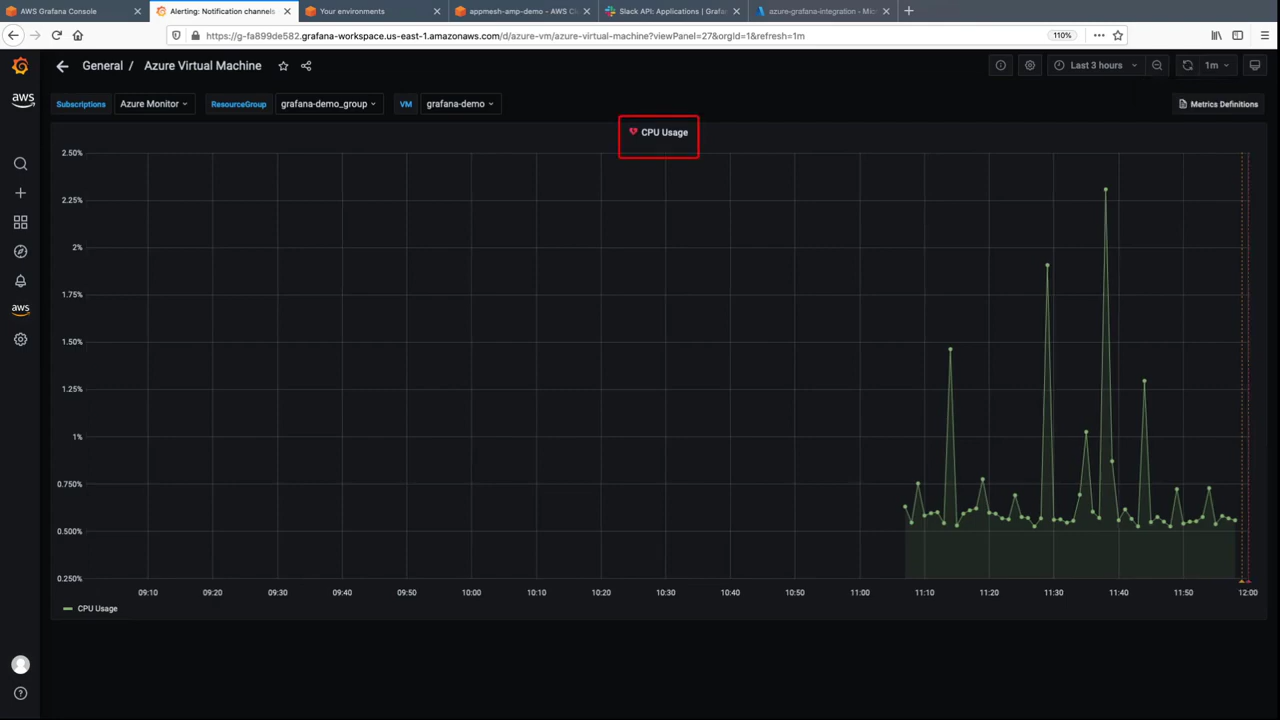 AWS Grafana Console
Alerting: Notification channels
Your environments
appmesh-amp-demo - AWS Cl
Slack API: Applications | Grafan
azure-grafana-integration - Micr
https://g-fa899de582.grafana-workspace.us-east-1.amazonaws.com/d/azure-vm/azure-virtual-machine?viewPanel=27&orgId=1&refresh=1m
110%
General / Azure Virtual Machine
Last 3 hours
1m
aws
Subscriptions Azure Monitor
ResourceGroup grafana-demo_group
VM grafana-demo
Metrics Definitions
CPU Usage
2.50%
2.25%
2%
1.75%
1.50%
1.25%
1%
0.750%
0.500%
0.250%
09:10 09:20 09:30 09:40 09:50 10:00 10:10 10:20 10:30 10:40 10:50 11:00 11:10 11:20 11:30 11:40 11:50 12:00
CPU Usage
aws